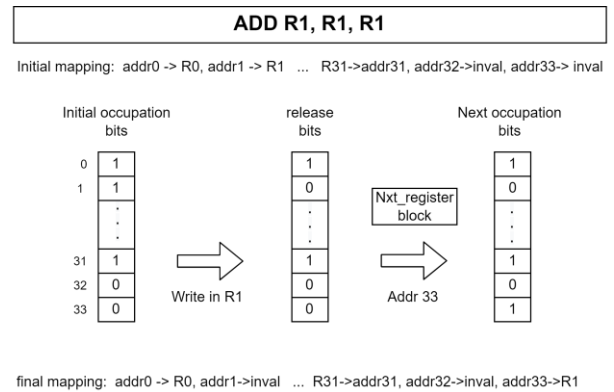 ADD R1, R1, R1
Initial mapping: addr0 -> R0, addr1 -> R1 ... R31->addr31, addr32->inval, addr33-> inval
Initial occupation
bits
release
bits
Next occupation
bits
0 1 1 1
1 1 0 0
Nxt_register
block
31 1 1 1
32 0 0 0
33 0 0 1
Write in R1
Addr 33
final mapping: addr0 -> R0, addr1->inval ... R31->addr31, addr32->inval, addr33->R1